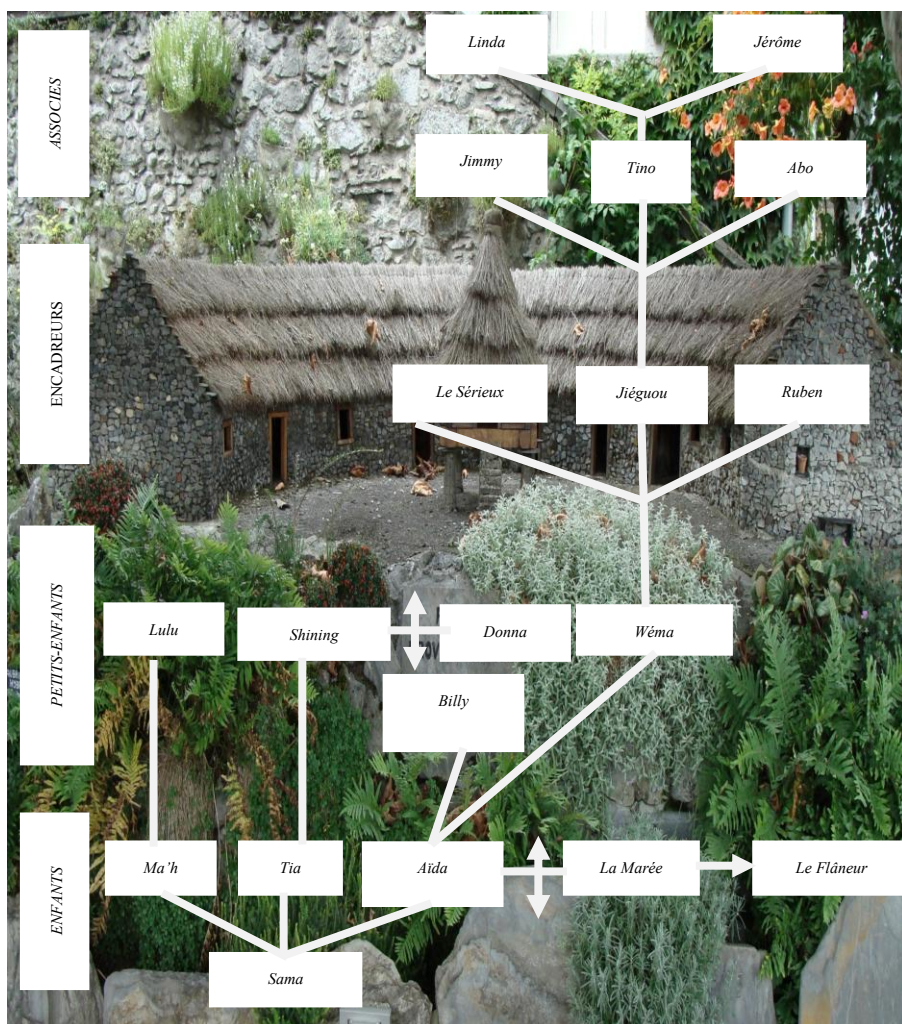 ASSOCIES
Linda
Jérôme
Jimmy
Tino
Abo
ENCADREURS
Le Sérieux
Jiéguou
Ruben
PETITS-ENFANTS
Lulu
Shining
Donna
Wéma
Billy
ENFANTS
Ma’h
Tia
Aïda
La Marée
Le Flâneur
Sama